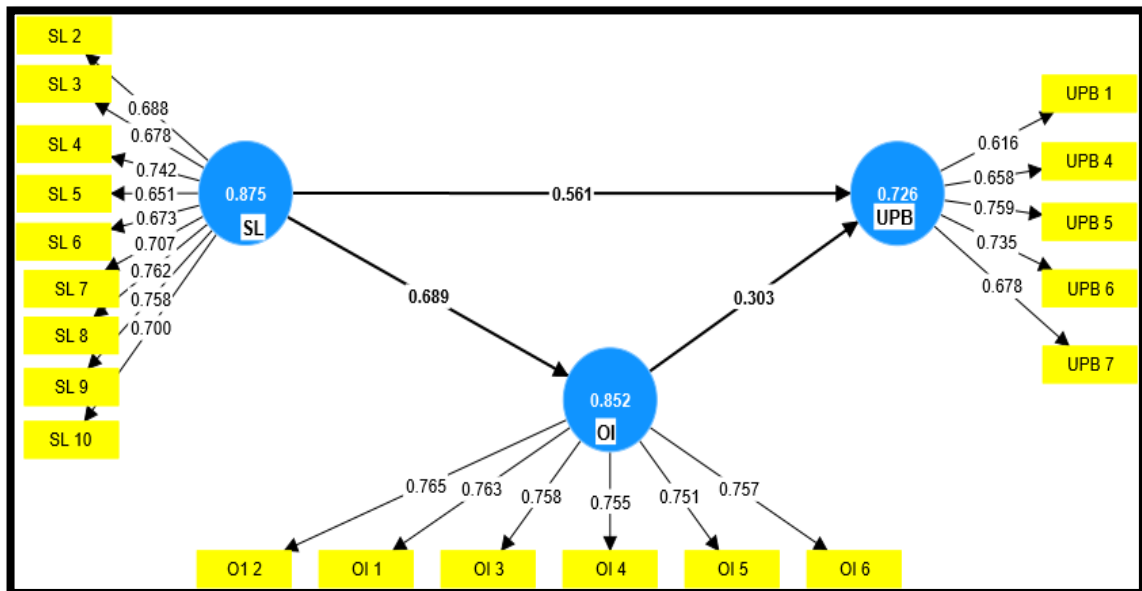 SL 2
SL 3
SL 4
SL 5
SL 6
SL 7
SL 8
SL 9
SL 10
0.688
0.678
0.742
0.651
0.673
0.707
0.762
0.758
0.700
0.875
SL
0.561
0.689
0.303
0.726
UPB
0.616
0.658
0.759
0.735
0.678
UPB 1
UPB 4
UPB 5
UPB 6
UPB 7
0.852
OI
0.765
0.763
0.758
0.755
0.751
0.757
O1 2
OI 1
OI 3
OI 4
OI 5
OI 6